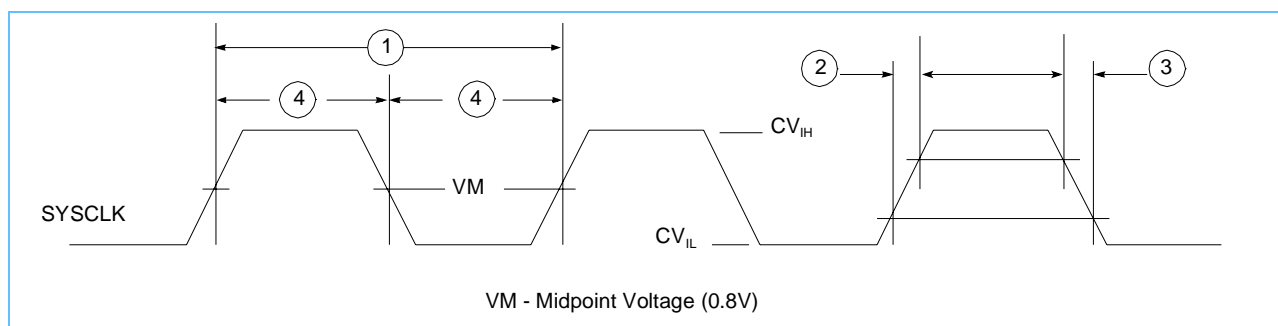 1
2
3
4
4
CV_IH
VM
SYSCLK
CV_IL
VM - Midpoint Voltage (0.8V)